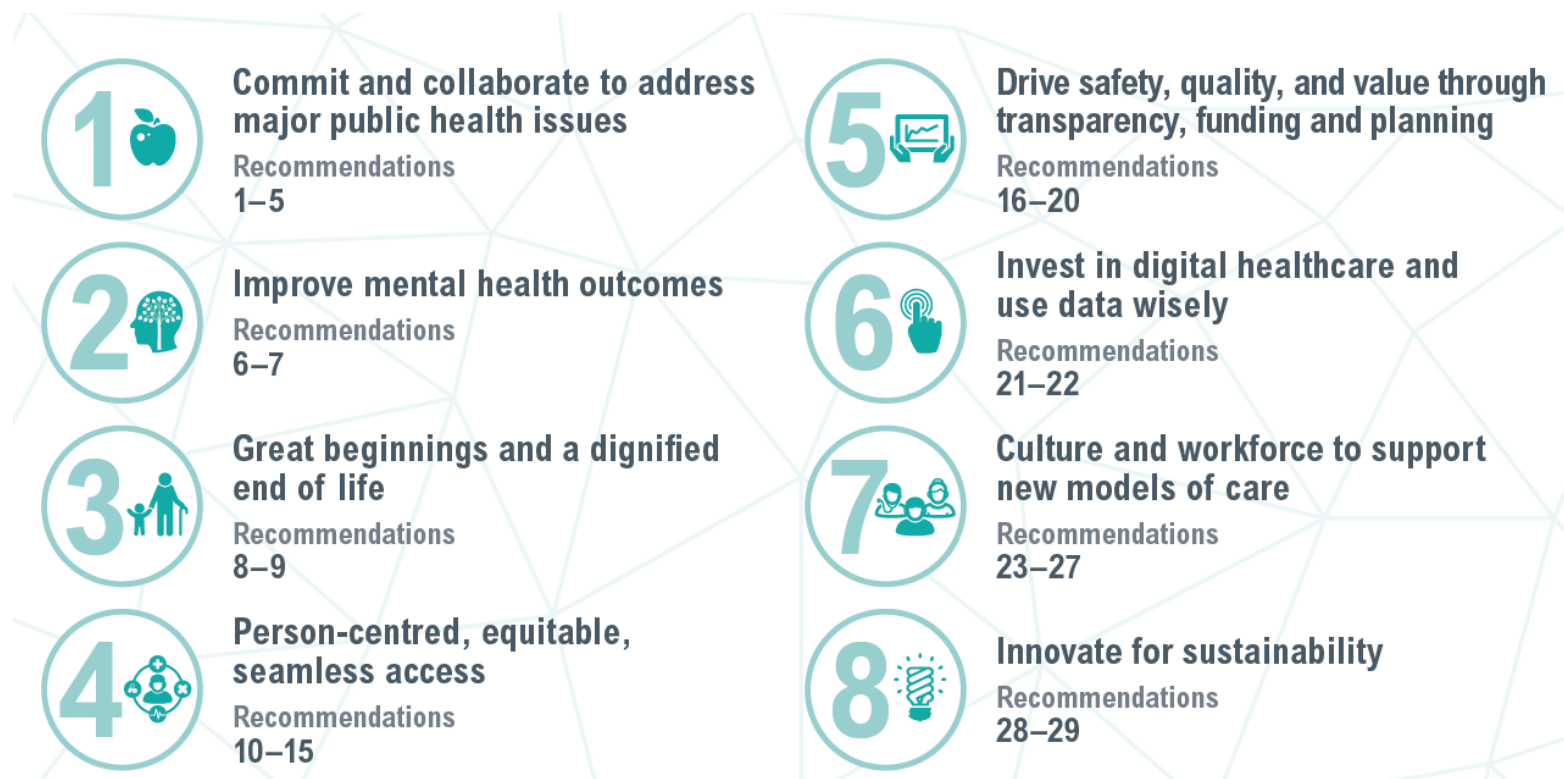 1
Commit and collaborate to address
major public health issues
Recommendations
1–5
2
Improve mental health outcomes
Recommendations
6–7
3
Great beginnings and a dignified
end of life
Recommendations
8–9
4
Person-centred, equitable,
seamless access
Recommendations
10–15
5
Drive safety, quality, and value through
transparency, funding and planning
Recommendations
16–20
6
Invest in digital healthcare and
use data wisely
Recommendations
21–22
7
Culture and workforce to support
new models of care
Recommendations
23–27
8
Innovate for sustainability
Recommendations
28–29